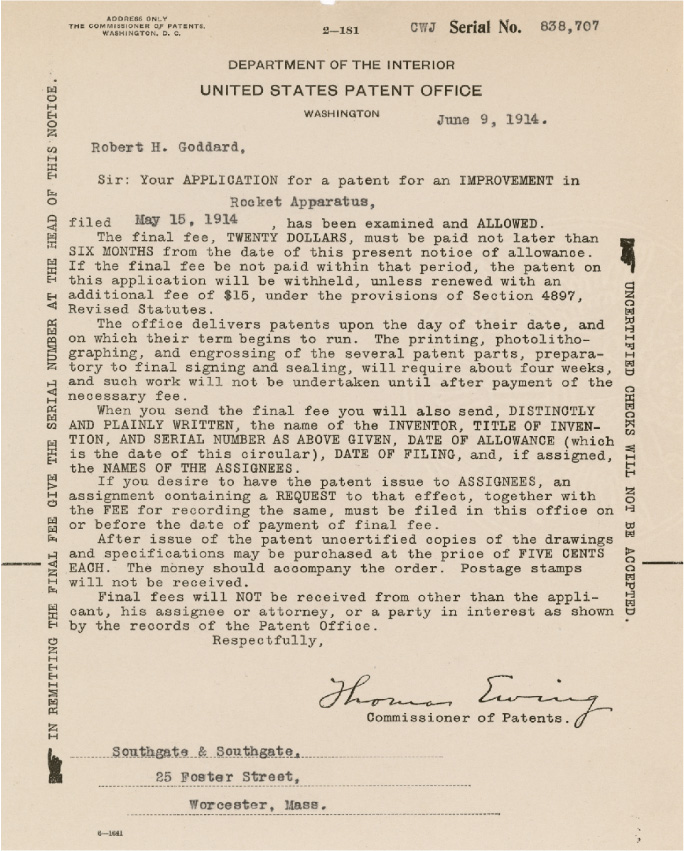 ADDRESS ONLY
THE COMMISSIONER OF PATENTS,
WASHINGTON, D. C.
2—181
CWJ Serial No. 838,707
DEPARTMENT OF THE INTERIOR
UNITED STATES PATENT OFFICE
WASHINGTON
June 9, 1914.
Robert H. Goddard,
Sir: Your APPLICATION for a patent for an IMPROVEMENT in
Rocket Apparatus,
filed May 15, 1914 , has been examined and ALLOWED.
The final fee, TWENTY DOLLARS, must be paid not later than
SIX MONTHS from the date of this present notice of allowance.
If the final fee be not paid within that period, the patent on
this application will be withheld, unless renewed with an
additional fee of $15, under the provisions of Section 4897,
Revised Statutes.
The office delivers patents upon the day of their date, and
on which their term begins to run. The printing, photolitho-
graphing, and engrossing of the several patent parts, prepara-
tory to final signing and sealing, will require about four weeks,
and such work will not be undertaken until after payment of the
necessary fee.
When you send the final fee you will also send, DISTINCTLY
AND PLAINLY WRITTEN, the name of the INVENTOR, TITLE OF INVEN-
TION, AND SERIAL NUMBER AS ABOVE GIVEN, DATE OF ALLOWANCE (which
is the date of this circular), DATE OF FILING, and, if assigned,
the NAMES OF THE ASSIGNEES.
If you desire to have the patent issue to ASSIGNEES, an
assignment containing a REQUEST to that effect, together with
the FEE for recording the same, must be filed in this office on
or before the date of payment of final fee.
After issue of the patent uncertified copies of the drawings
and specifications may be purchased at the price of FIVE CENTS
EACH. The money should accompany the order. Postage stamps
will not be received.
Final fees will NOT be received from other than the appli-
cant, his assignee or attorney, or a party in interest as shown
by the records of the Patent Office.
Respectfully,
Thomas Ewing
Commissioner of Patents.
Southgate & Southgate,
25 Foster Street,
Worcester, Mass.
6—1681
IN REMITTING THE FINAL FEE GIVE THE SERIAL NUMBER AT THE HEAD OF THIS NOTICE.
UNCERTIFIED CHECKS WILL NOT BE ACCEPTED.